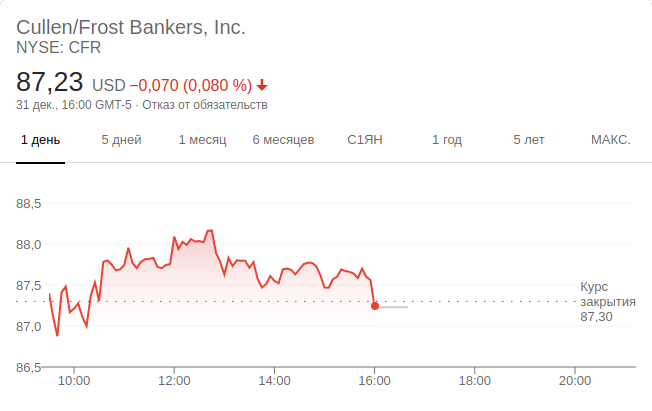 Cullen/Frost Bankers, Inc.
NYSE: CFR
87,23 USD −0,070 (0,080 %)
31 дек., 16:00 GMT-5 · Отказ от обязательств
1 день 5 дней 1 месяц 6 месяцев С1ЯН 1 год 5 лет МАКС.
88,5
88,0
87,5
87,0
86,5
Курс
закрытия
87,30
10:00 12:00 14:00 16:00 18:00 20:00